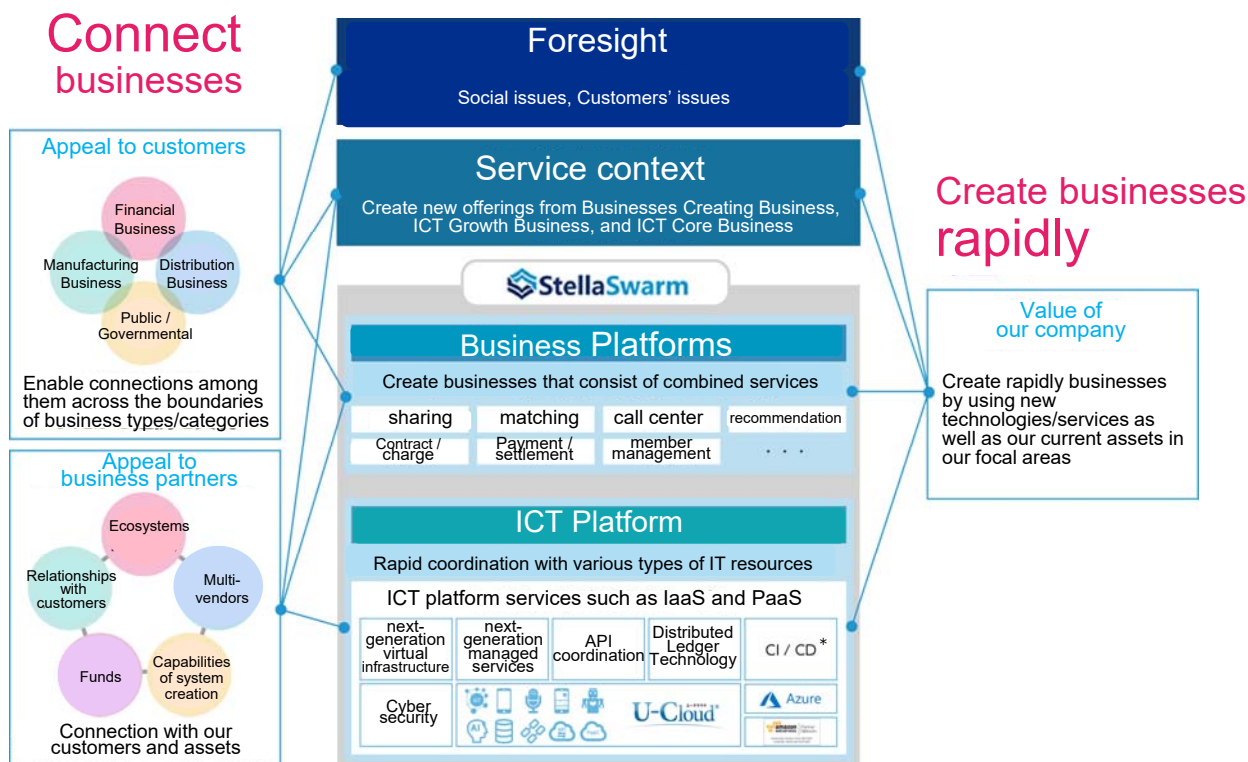 Connect
businesses
Appeal to customers
Financial
Business
Manufacturing
Business
Distribution
Business
Public /
Governmental
Enable connections among
them across the boundaries
of business types/categories
Appeal to
business partners
Ecosystems
Relationships
with
customers
Multi-
vendors
Funds
Capabilities
of system
creation
Connection with our
customers and assets
Foresight
Social issues, Customers’ issues
Service context
Create new offerings from Businesses Creating Business,
ICT Growth Business, and ICT Core Business
StellaSwarm
Business Platforms
Create businesses that consist of combined services
sharing
matching
call center
recommendation
Contract /
charge
Payment /
settlement
member
management
· · ·
ICT Platform
Rapid coordination with various types of IT resources
ICT platform services such as IaaS and PaaS
next-
generation
virtual
infrastructure
next-
generation
managed
services
API
coordination
Distributed
Ledger
Technology
CI / CD *
Cyber
security
AI
U-Cloud
Azure
amazon
Create businesses
rapidly
Value of
our company
Create rapidly businesses
by using new
technologies/services as
well as our current assets in
our focal areas